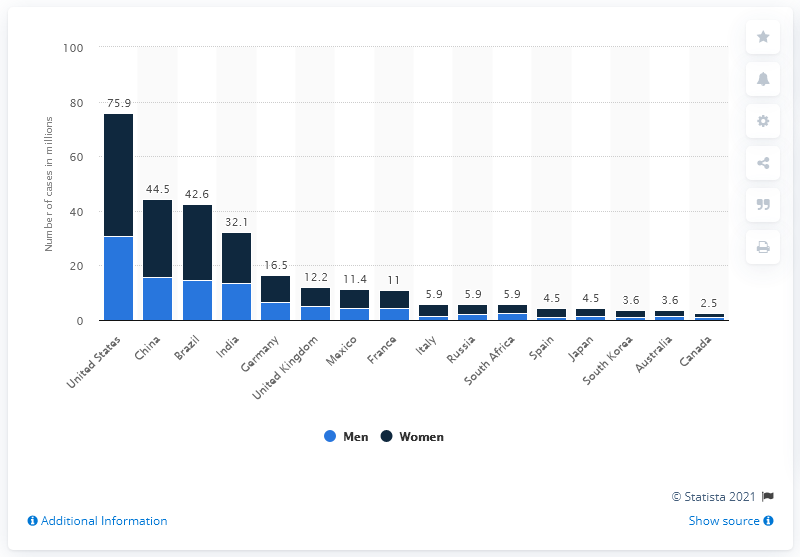 Number of cases in millions
100
80
60
40
20
0
75.9
44.5
42.6
32.1
16.5
12.2
11.4
11
5.9
5.9
5.9
4.5
4.5
3.6
3.6
2.5
United States
China
Brazil
India
Germany
United Kingdom
Mexico
France
Italy
Russia
South Africa
Spain
Japan
South Korea
Australia
Canada
Men Women
© Statista 2021
Additional Information Show source